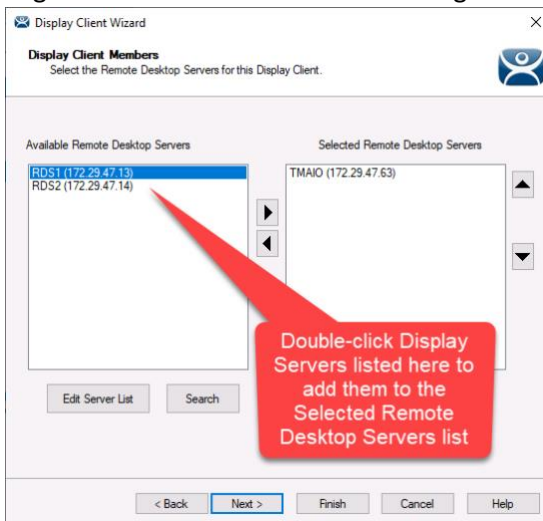 Display Client Wizard
Display Client Members
Select the Remote Desktop Servers for this Display Client.
Available Remote Desktop Servers
Selected Remote Desktop Servers
RDS1 (172.29.47.13)
RDS2 (172.29.47.14)
TMAIO (172.29.47.63)
Double-click Display
Servers listed here to
add them to the
Selected Remote
Desktop Servers list
Edit Server List
Search
< Back
Next >
Finish
Cancel
Help